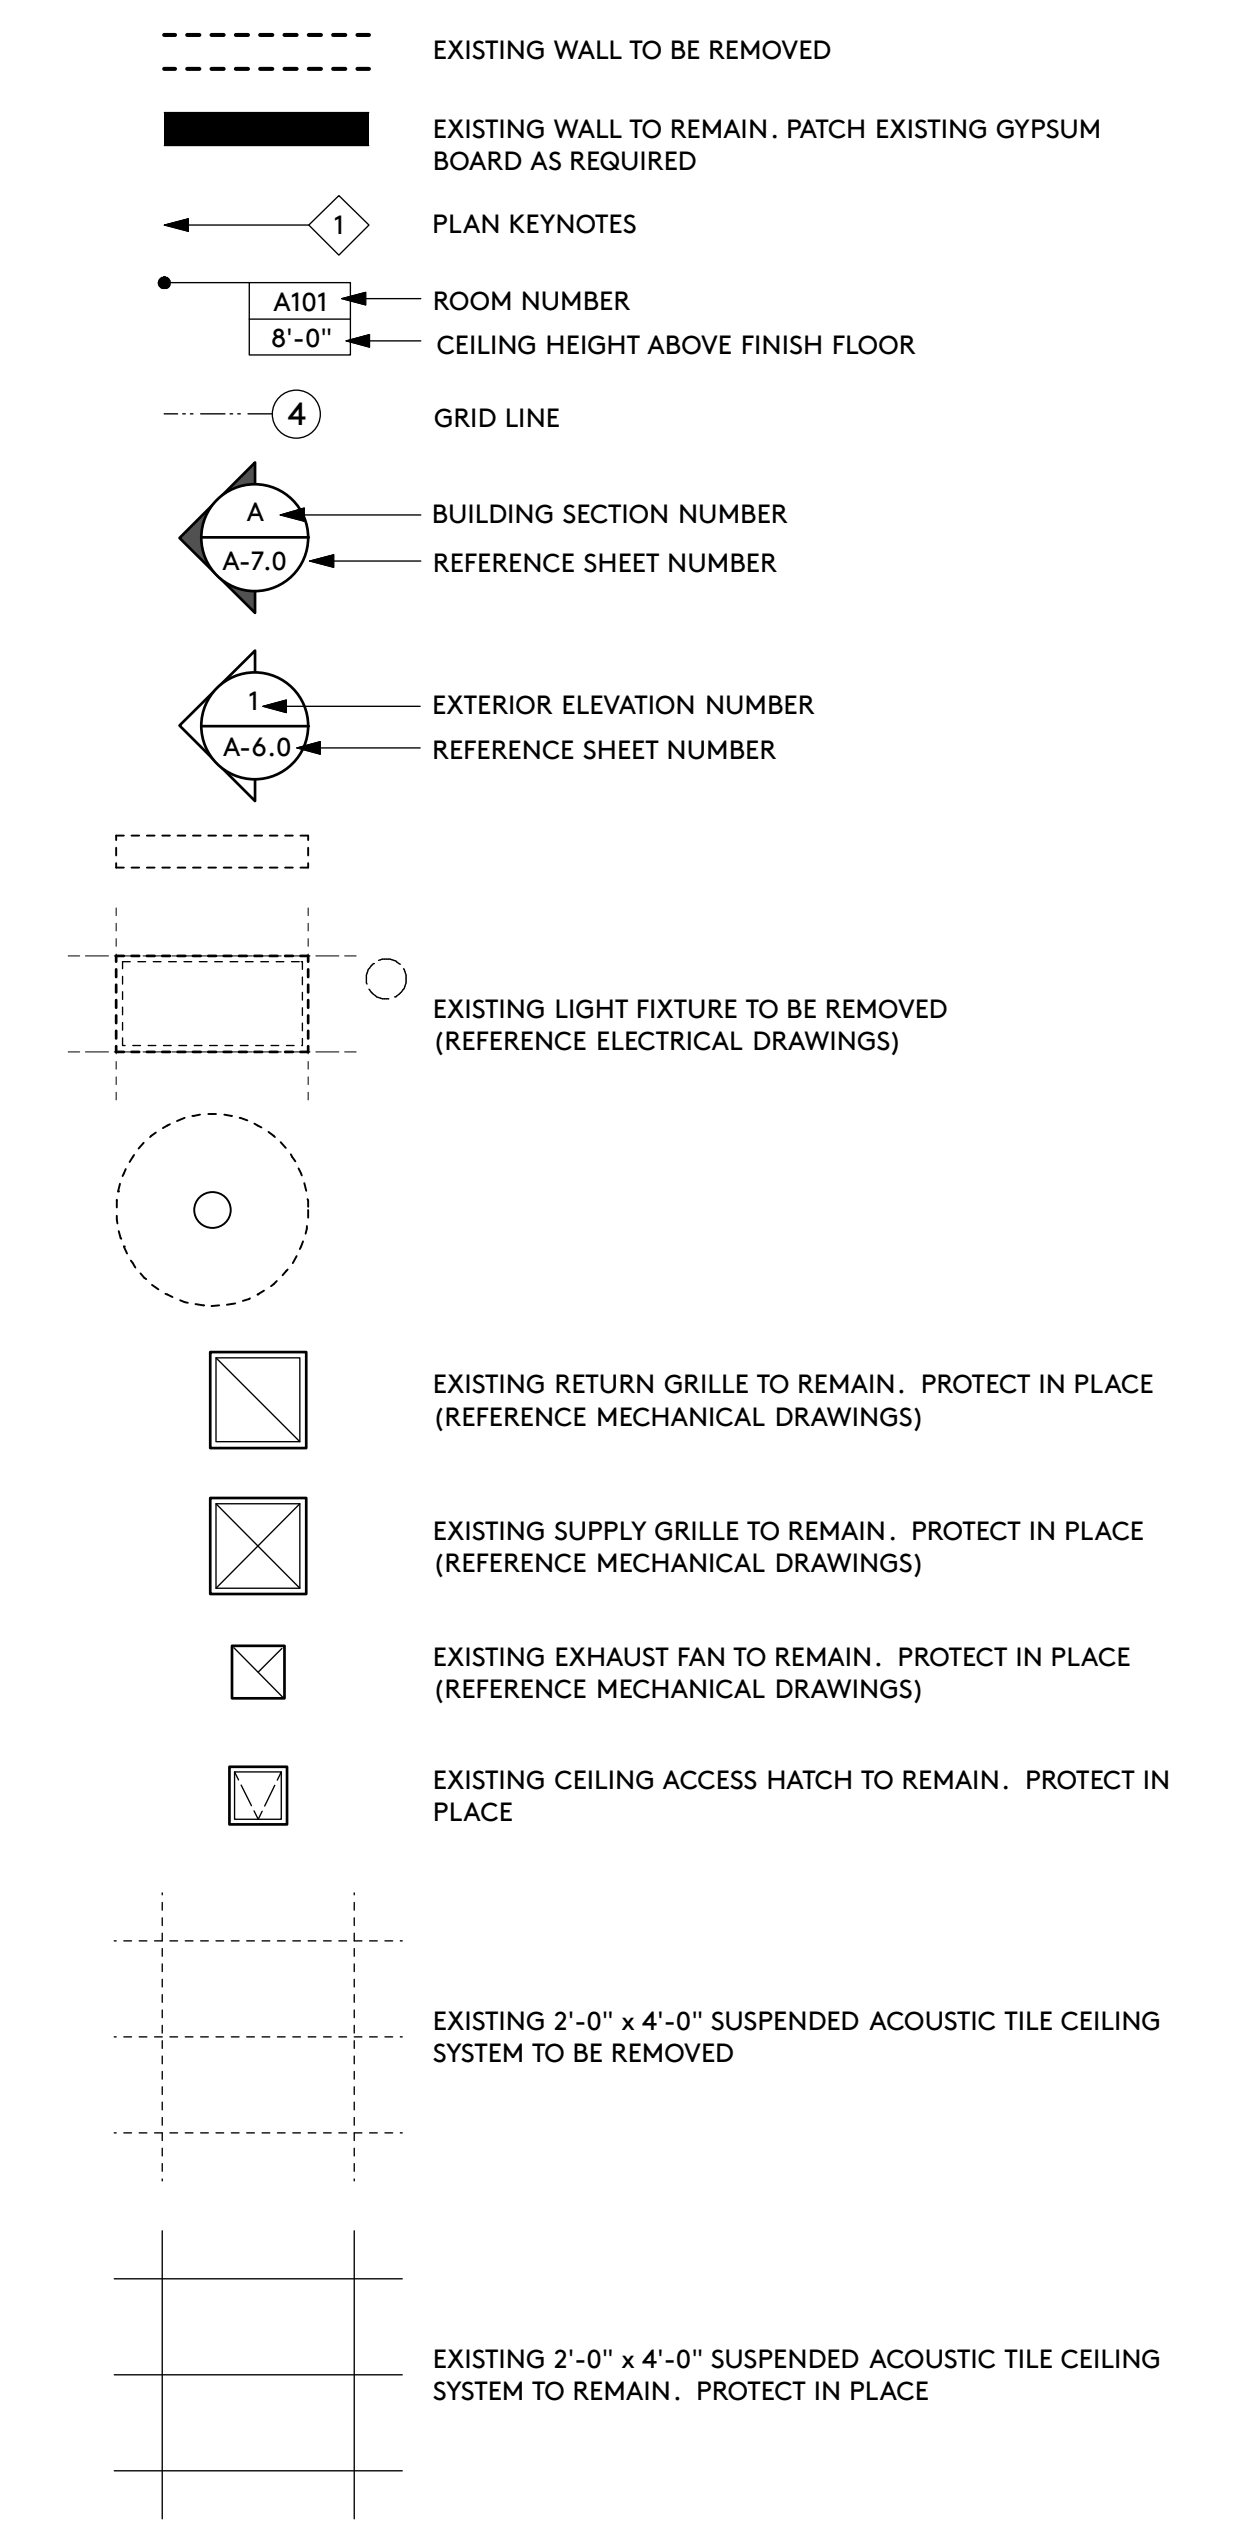 EXISTING WALL TO BE REMOVED
EXISTING WALL TO REMAIN. PATCH EXISTING GYPSUM
BOARD AS REQUIRED
1
PLAN KEYNOTES
A101
ROOM NUMBER
8'-0"
CEILING HEIGHT ABOVE FINISH FLOOR
4
GRID LINE
A
BUILDING SECTION NUMBER
A-7.0
REFERENCE SHEET NUMBER
1
EXTERIOR ELEVATION NUMBER
A-6.0
REFERENCE SHEET NUMBER
EXISTING LIGHT FIXTURE TO BE REMOVED
(REFERENCE ELECTRICAL DRAWINGS)
EXISTING RETURN GRILLE TO REMAIN. PROTECT IN PLACE
(REFERENCE MECHANICAL DRAWINGS)
EXISTING SUPPLY GRILLE TO REMAIN. PROTECT IN PLACE
(REFERENCE MECHANICAL DRAWINGS)
EXISTING EXHAUST FAN TO REMAIN. PROTECT IN PLACE
(REFERENCE MECHANICAL DRAWINGS)
EXISTING CEILING ACCESS HATCH TO REMAIN. PROTECT IN
PLACE
EXISTING 2'-0" x 4'-0" SUSPENDED ACOUSTIC TILE CEILING
SYSTEM TO BE REMOVED
EXISTING 2'-0" x 4'-0" SUSPENDED ACOUSTIC TILE CEILING
SYSTEM TO REMAIN. PROTECT IN PLACE